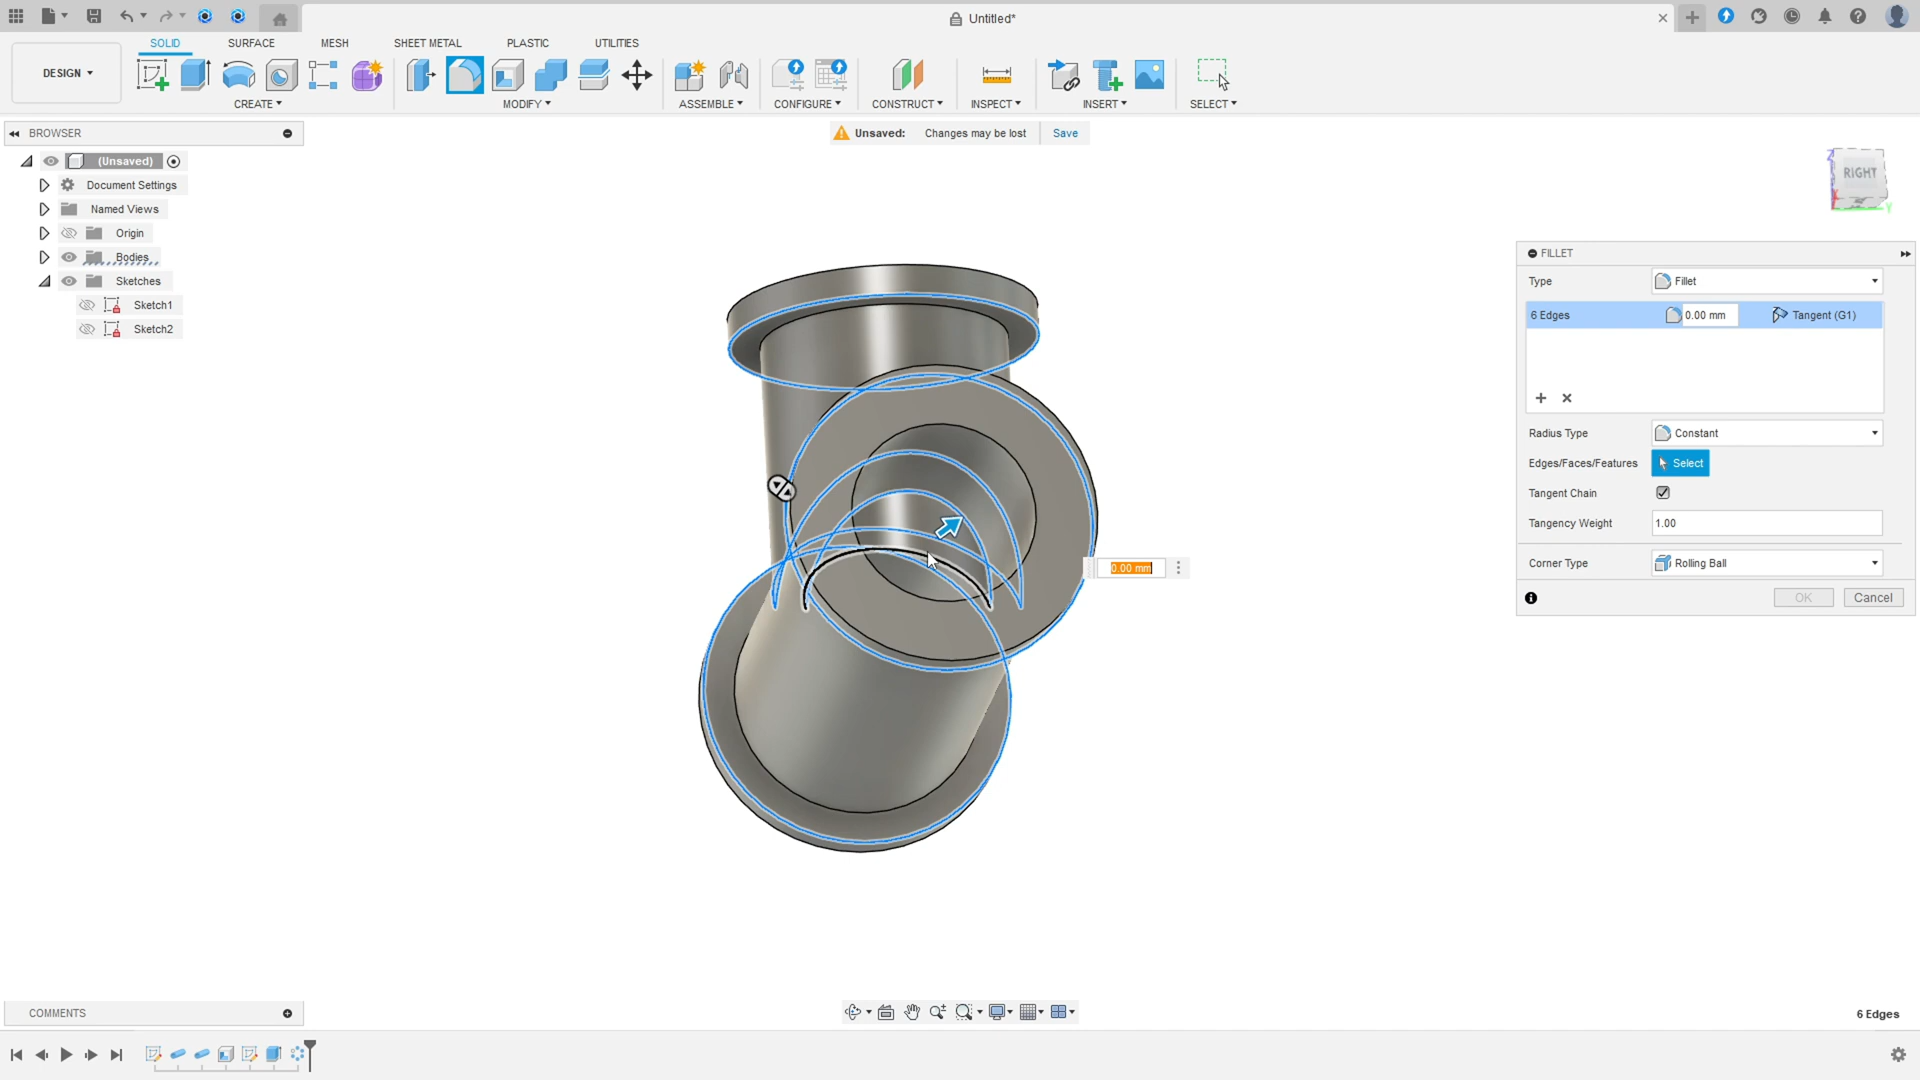 Untitled*
DESIGN
SOLID SURFACE MESH SHEET METAL PLASTIC UTILITIES
CREATE MODIFY ASSEMBLE CONFIGURE CONSTRUCT INSPECT INSERT SELECT
BROWSER
Unsaved: Changes may be lost Save
(Unsaved)
Document Settings
Named Views
Origin
Bodies
Sketches
Sketch1
Sketch2
RIGHT
Z
Y
FILLET
Type Fillet
6 Edges 0.00 mm Tangent (G1)
Radius Type Constant
Edges/Faces/Features Select
Tangent Chain
Tangency Weight 1.00
Corner Type Rolling Ball
OK Cancel
0.00 mm
COMMENTS
6 Edges